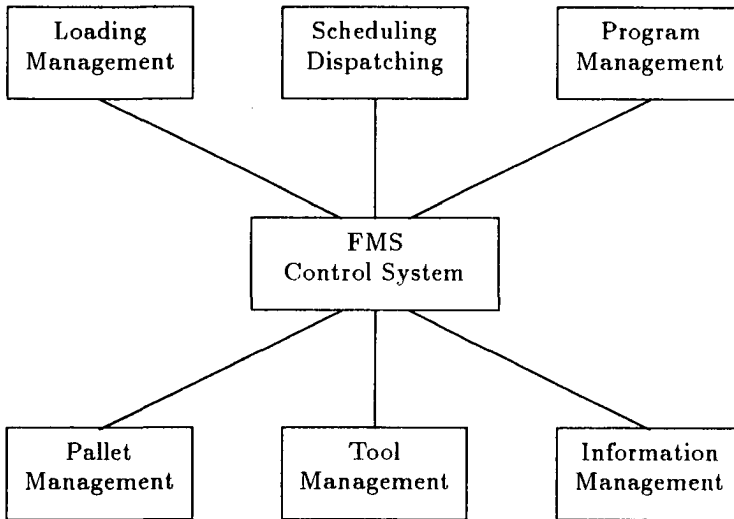 Loading
Management
Scheduling
Dispatching
Program
Management
FMS
Control System
Pallet
Management
Tool
Management
Information
Management